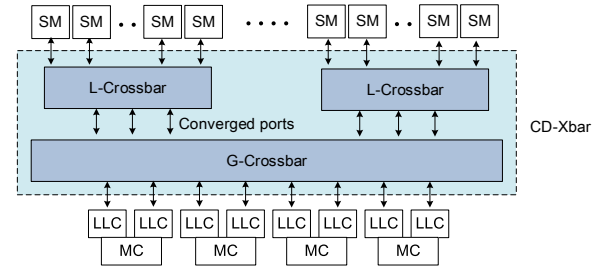 SM SM .. SM SM .... SM SM .. SM SM
L-Crossbar L-Crossbar
Converged ports
CD-Xbar
G-Crossbar
LLC LLC LLC LLC LLC LLC LLC LLC
MC MC MC MC